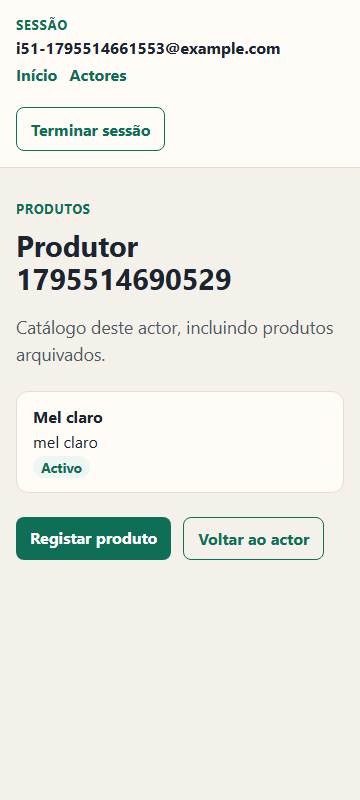 SESSÃO
i51-1795514661553@example.com
Início Actores
Terminar sessão
PRODUTOS
Produtor
1795514690529
Catálogo deste actor, incluindo produtos
arquivados.
Mel claro
mel claro
Activo
Registar produto Voltar ao actor